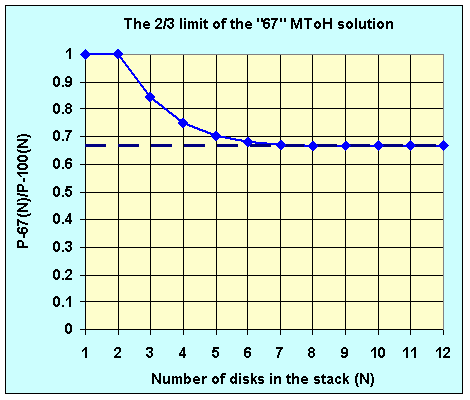 The 2/3 limit of the "67" MToH solution
P-67(N)/P-100(N)
1
0.9
0.8
0.7
0.6
0.5
0.4
0.3
0.2
0.1
0
1 2 3 4 5 6 7 8 9 10 11 12
Number of disks in the stack (N)